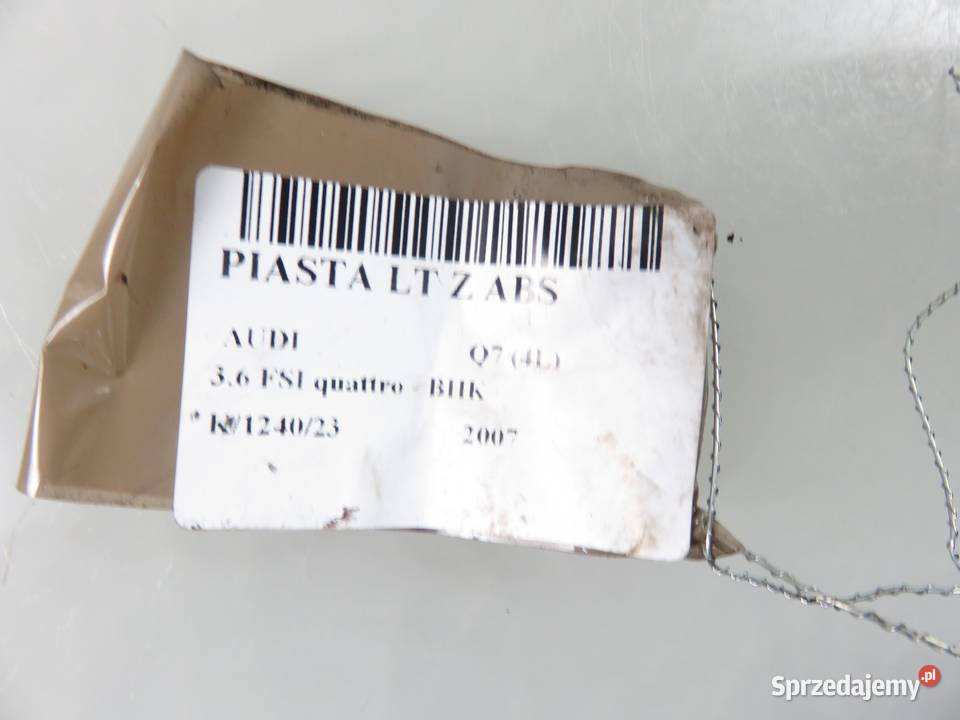 PIASTA LT Z ABS
AUDI Q7 (4L)
3.6 FSI quattro - BHK
K/1240/23 2007
Sprzedajemy.pl